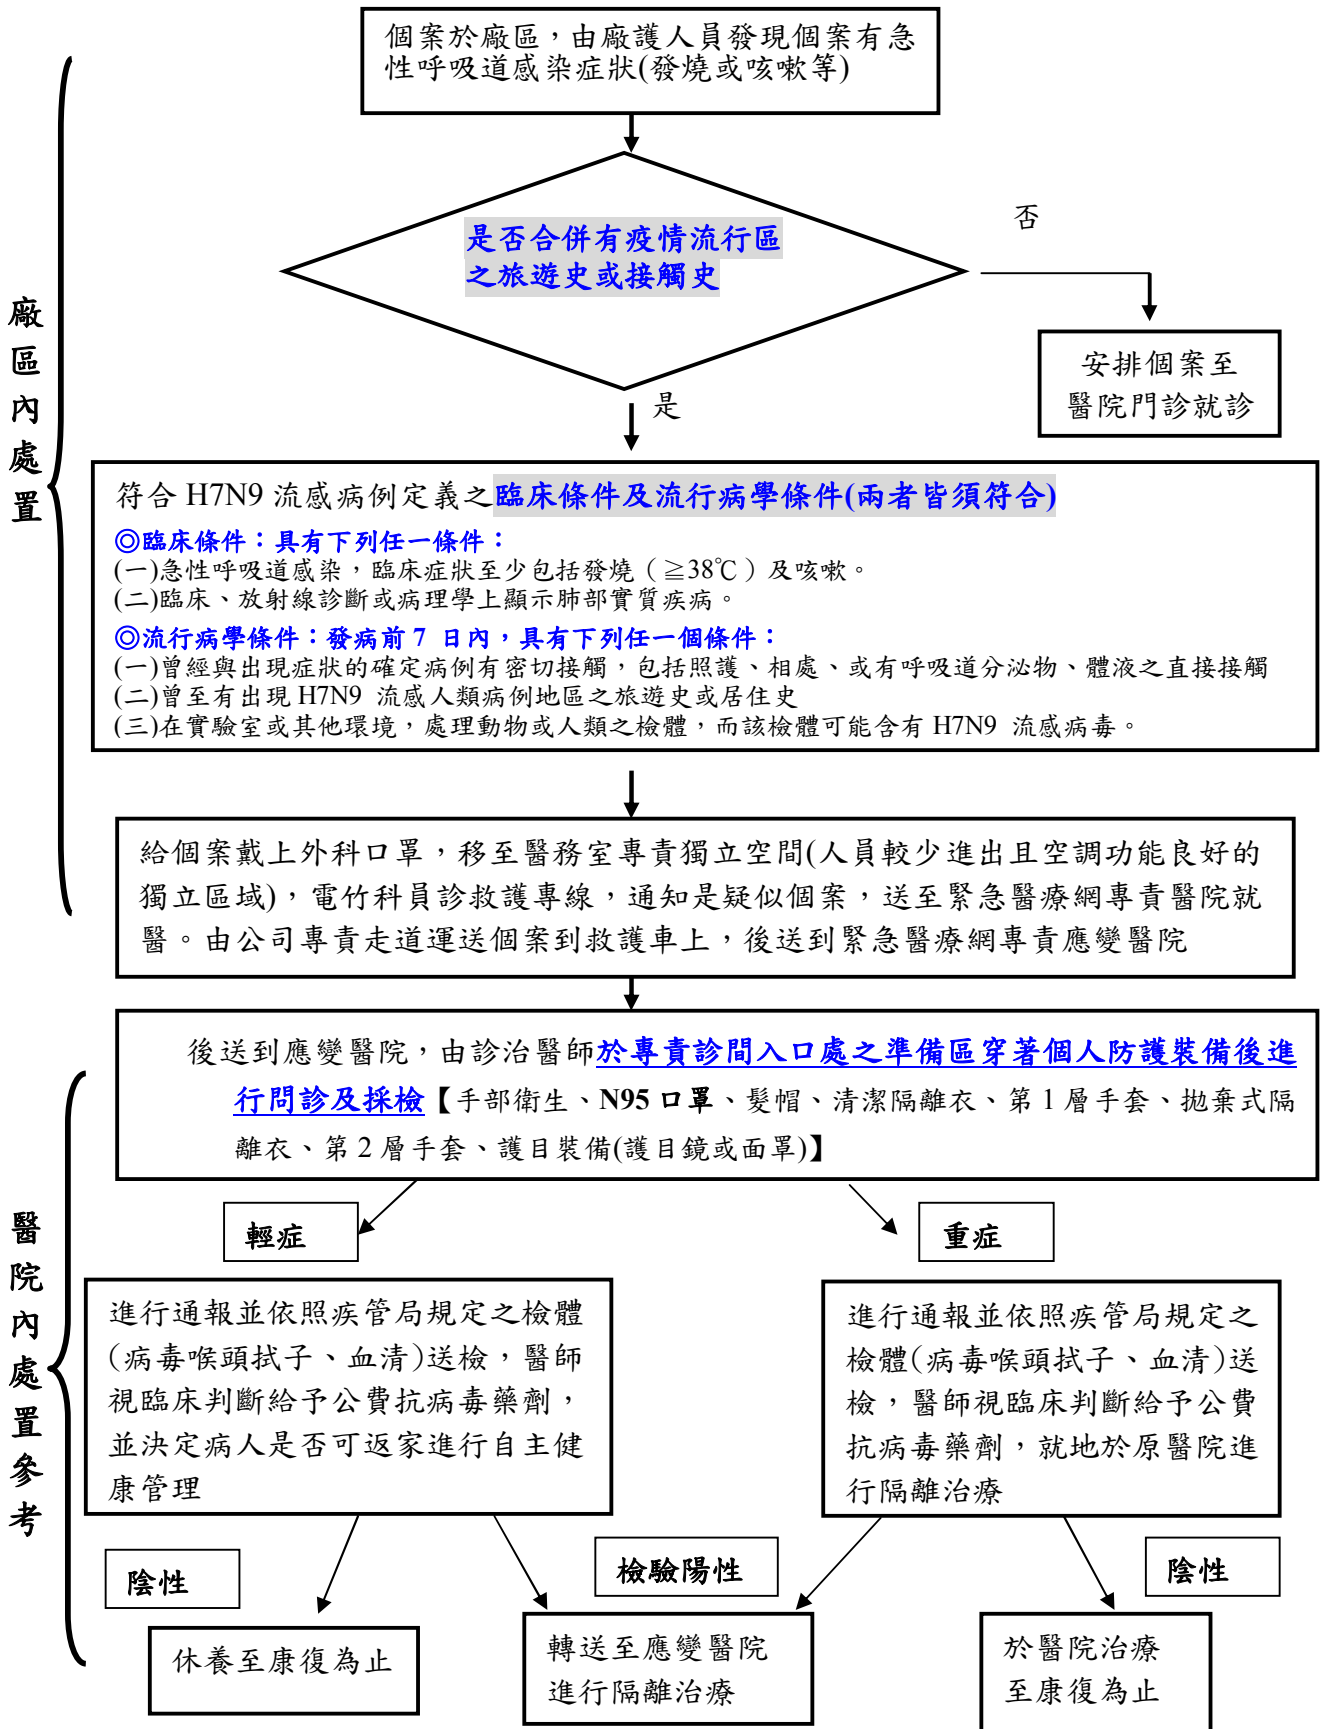 個案於廠區，由廠護人員發現個案有急
性呼吸道感染症狀(發燒或咳嗽等)
是否合併有疫情流行區
之旅遊史或接觸史
否
安排個案至
醫院門診就診
是
廠區內處置
符合 H7N9 流感病例定義之臨床條件及流行病學條件(兩者皆須符合)
◎臨床條件：具有下列任一條件：
(一)急性呼吸道感染，臨床症狀至少包括發燒（≧38℃）及咳嗽。
(二)臨床、放射線診斷或病理學上顯示肺部實質疾病。
◎流行病學條件：發病前 7 日內，具有下列任一個條件：
(一)曾經與出現症狀的確定病例有密切接觸，包括照護、相處、或有呼吸道分泌物、體液之直接接觸
(二)曾至有出現 H7N9 流感人類病例地區之旅遊史或居住史
(三)在實驗室或其他環境，處理動物或人類之檢體，而該檢體可能含有 H7N9 流感病毒。
給個案戴上外科口罩，移至醫務室專責獨立空間(人員較少進出且空調功能良好的
獨立區域)，電竹科員診救護專線，通知是疑似個案，送至緊急醫療網專責醫院就
醫。由公司專責走道運送個案到救護車上，後送到緊急醫療網專責應變醫院
後送到應變醫院，由診治醫師於專責診間入口處之準備區穿著個人防護裝備後進
行問診及採檢【手部衛生、N95 口罩、髮帽、清潔隔離衣、第 1 層手套、拋棄式隔
離衣、第 2 層手套、護目裝備(護目鏡或面罩)】
醫院內處置參考
輕症
重症
進行通報並依照疾管局規定之檢體
(病毒喉頭拭子、血清)送檢，醫師
視臨床判斷給予公費抗病毒藥劑，
並決定病人是否可返家進行自主健
康管理
進行通報並依照疾管局規定之
檢體(病毒喉頭拭子、血清)送
檢，醫師視臨床判斷給予公費
抗病毒藥劑，就地於原醫院進
行隔離治療
陰性
檢驗陽性
陰性
休養至康復為止
轉送至應變醫院
進行隔離治療
於醫院治療
至康復為止